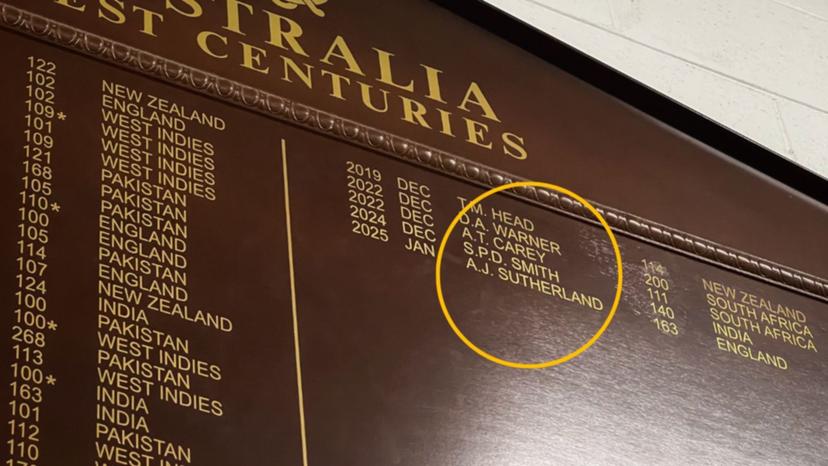 STRALIA
EST CENTURIES
122 NEW ZEALAND
102 ENGLAND
102 WEST INDIES
109* WEST INDIES
101 WEST INDIES
109 WEST INDIES
121 PAKISTAN
168 PAKISTAN
105 PAKISTAN
110* ENGLAND
100 ENGLAND
105 PAKISTAN
114 ENGLAND
107 NEW ZEALAND
124 INDIA
100 PAKISTAN
100* WEST INDIES
268 PAKISTAN
113 WEST INDIES
100* INDIA
163 INDIA
101 PAKISTAN
112 WEST
110
2019 DEC T.M. HEAD 114 NEW ZEALAND
2022 DEC D.A. WARNER 200 SOUTH AFRICA
2022 DEC A.T. CAREY 111 SOUTH AFRICA
2024 DEC S.P.D. SMITH 140 INDIA
2025 JAN A.J. SUTHERLAND 163 ENGLAND